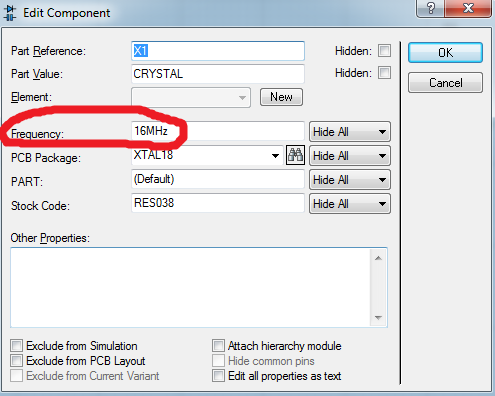 Edit Component
?
X
Part Reference:
X1
Hidden:
OK
Part Value:
CRYSTAL
Hidden:
Cancel
Element:
New
Frequency:
16MHz
Hide All
PCB Package:
XTAL18
Hide All
PART:
(Default)
Hide All
Stock Code:
RES038
Hide All
Other Properties:
Exclude from Simulation
Attach hierarchy module
Exclude from PCB Layout
Hide common pins
Exclude from Current Variant
Edit all properties as text